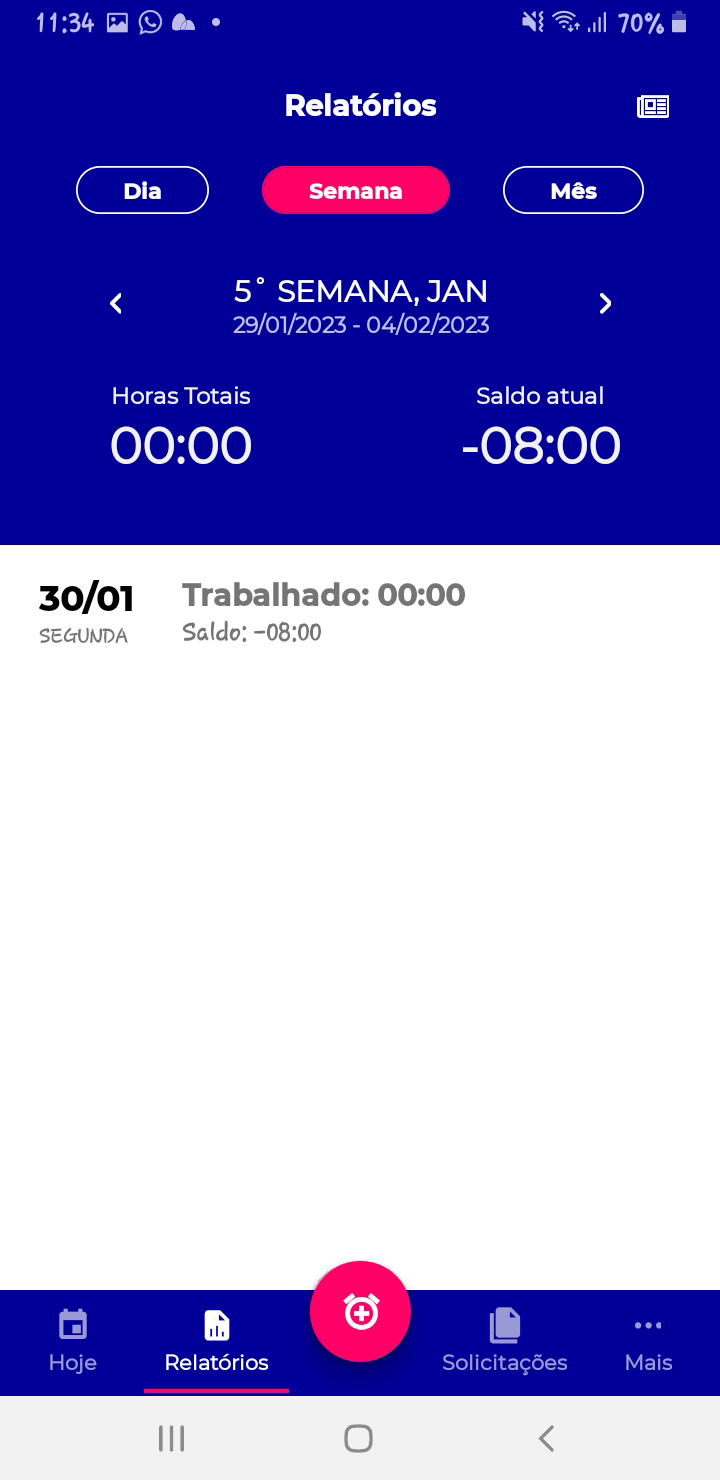 11:34 70%
Relatórios
Dia Semana Mês
5° SEMANA, JAN
29/01/2023 - 04/02/2023
Horas Totais Saldo atual
00:00 -08:00
30/01 Trabalhado: 00:00
SEGUNDA Saldo: -08:00
Hoje Relatórios Solicitações Mais